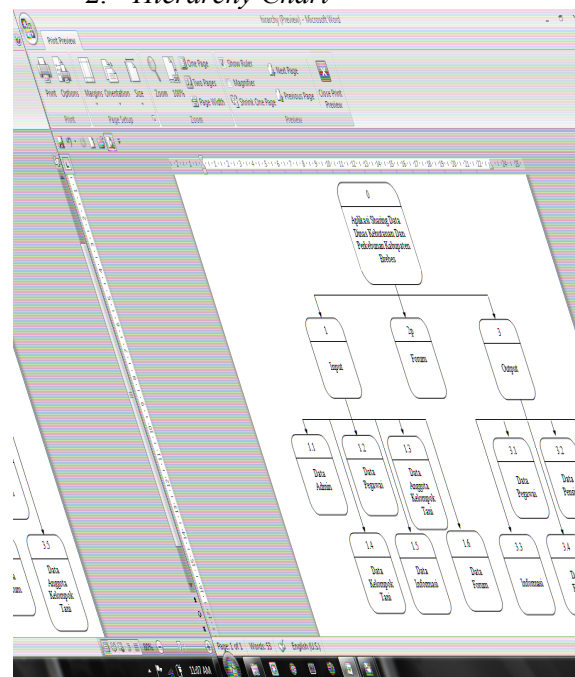 2. Hierarchy Chart
hirarchy (Preview) - Microsoft Word
Print Preview
Print Options Margins Orientation Size Zoom 100%
One Page
Two Pages
Page Width
Show Ruler
Magnifier
Shrink One Page
Next Page
Previous Page
Close Print Preview
Print Page Setup Zoom Preview
0
Aplikasi Sharing Data
Dinas Kehutanan Dan
Perkebunan Kabupaten
Brebes
1
Input
2p
Forum
3
Output
1.1
Data
Admin
1.2
Data
Pegawai
1.3
Data
Anggota
Kelompok
Tani
3.1
Data
Pegawai
3.2
Data
1.4
Data
Kelompok
Tani
1.5
Data
Informasi
1.6
Data
Forum
3.3
Informasi
3.4
3.5
Data
Anggota
Kelompok
Tani
Page 1 of 1 Words: 53 English (U.S.)
11:07 AM